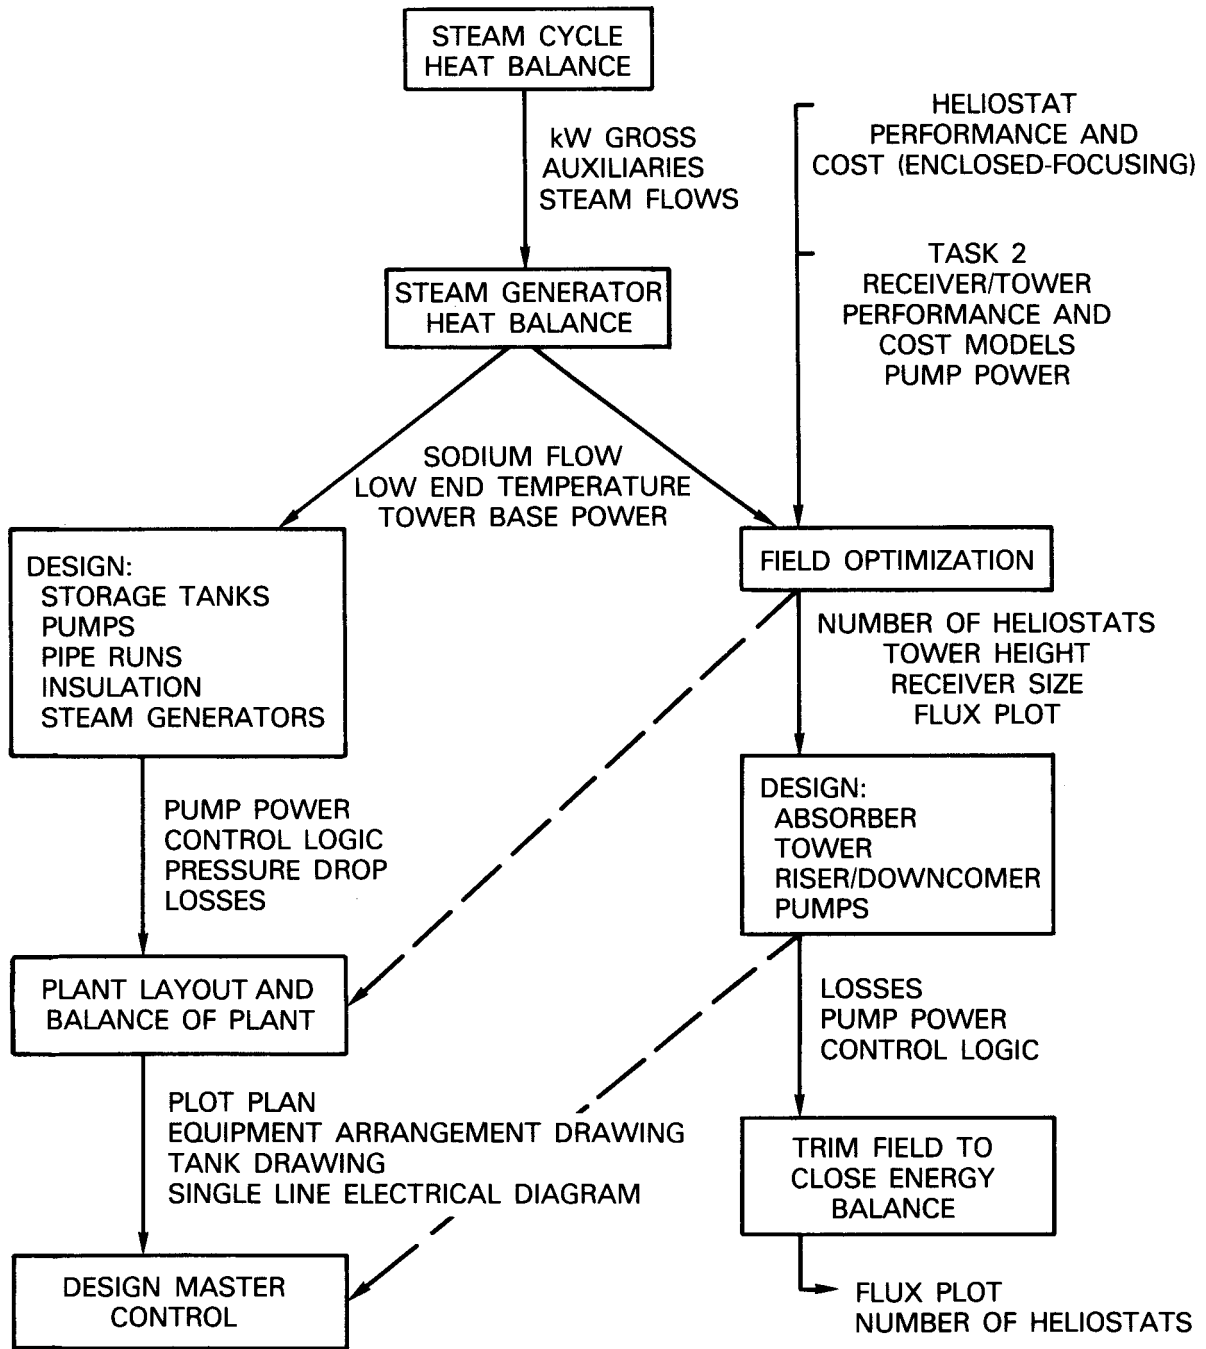 STEAM CYCLE
HEAT BALANCE
kW GROSS
AUXILIARIES
STEAM FLOWS
HELIOSTAT
PERFORMANCE AND
COST (ENCLOSED-FOCUSING)
TASK 2
RECEIVER/TOWER
PERFORMANCE AND
COST MODELS
PUMP POWER
STEAM GENERATOR
HEAT BALANCE
SODIUM FLOW
LOW END TEMPERATURE
TOWER BASE POWER
DESIGN:
STORAGE TANKS
PUMPS
PIPE RUNS
INSULATION
STEAM GENERATORS
FIELD OPTIMIZATION
NUMBER OF HELIOSTATS
TOWER HEIGHT
RECEIVER SIZE
FLUX PLOT
PUMP POWER
CONTROL LOGIC
PRESSURE DROP
LOSSES
DESIGN:
ABSORBER
TOWER
RISER/DOWNCOMER
PUMPS
PLANT LAYOUT AND
BALANCE OF PLANT
LOSSES
PUMP POWER
CONTROL LOGIC
PLOT PLAN
EQUIPMENT ARRANGEMENT DRAWING
TANK DRAWING
SINGLE LINE ELECTRICAL DIAGRAM
TRIM FIELD TO
CLOSE ENERGY
BALANCE
DESIGN MASTER
CONTROL
FLUX PLOT
NUMBER OF HELIOSTATS